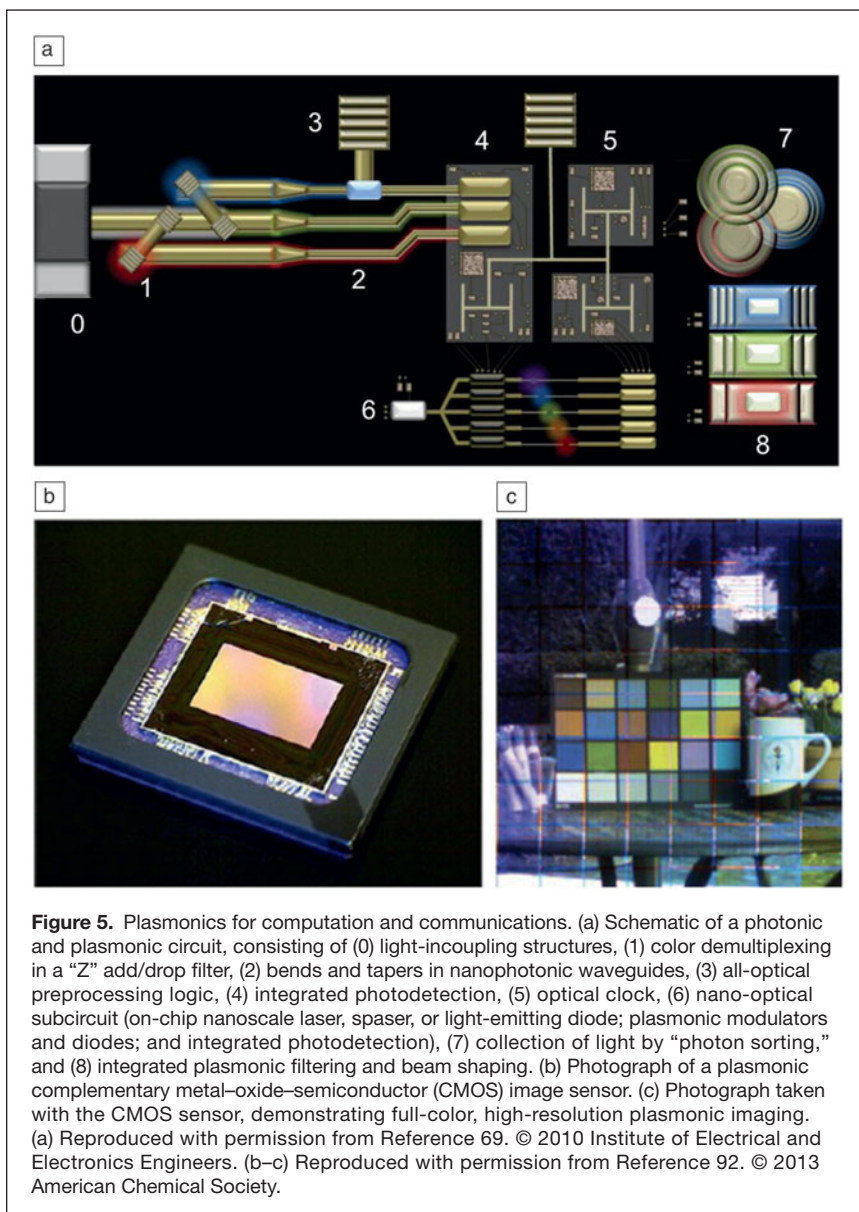 a
3
4
5
7
1
2
0
6
8
b
c
Figure 5. Plasmonics for computation and communications. (a) Schematic of a photonic
and plasmonic circuit, consisting of (0) light-incoupling structures, (1) color demultiplexing
in a “Z” add/drop filter, (2) bends and tapers in nanophotonic waveguides, (3) all-optical
preprocessing logic, (4) integrated photodetection, (5) optical clock, (6) nano-optical
subcircuit (on-chip nanoscale laser, spaser, or light-emitting diode; plasmonic modulators
and diodes; and integrated photodetection), (7) collection of light by “photon sorting,”
and (8) integrated plasmonic filtering and beam shaping. (b) Photograph of a plasmonic
complementary metal–oxide–semiconductor (CMOS) image sensor. (c) Photograph taken
with the CMOS sensor, demonstrating full-color, high-resolution plasmonic imaging.
(a) Reproduced with permission from Reference 69. © 2010 Institute of Electrical and
Electronics Engineers. (b–c) Reproduced with permission from Reference 92. © 2013
American Chemical Society.